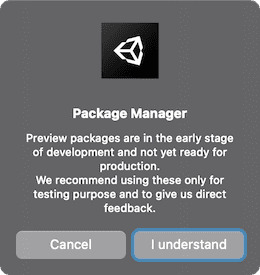 Package Manager
Preview packages are in the early stage
of development and not yet ready for
production.
We recommend using these only for
testing purpose and to give us direct
feedback.
Cancel
I understand